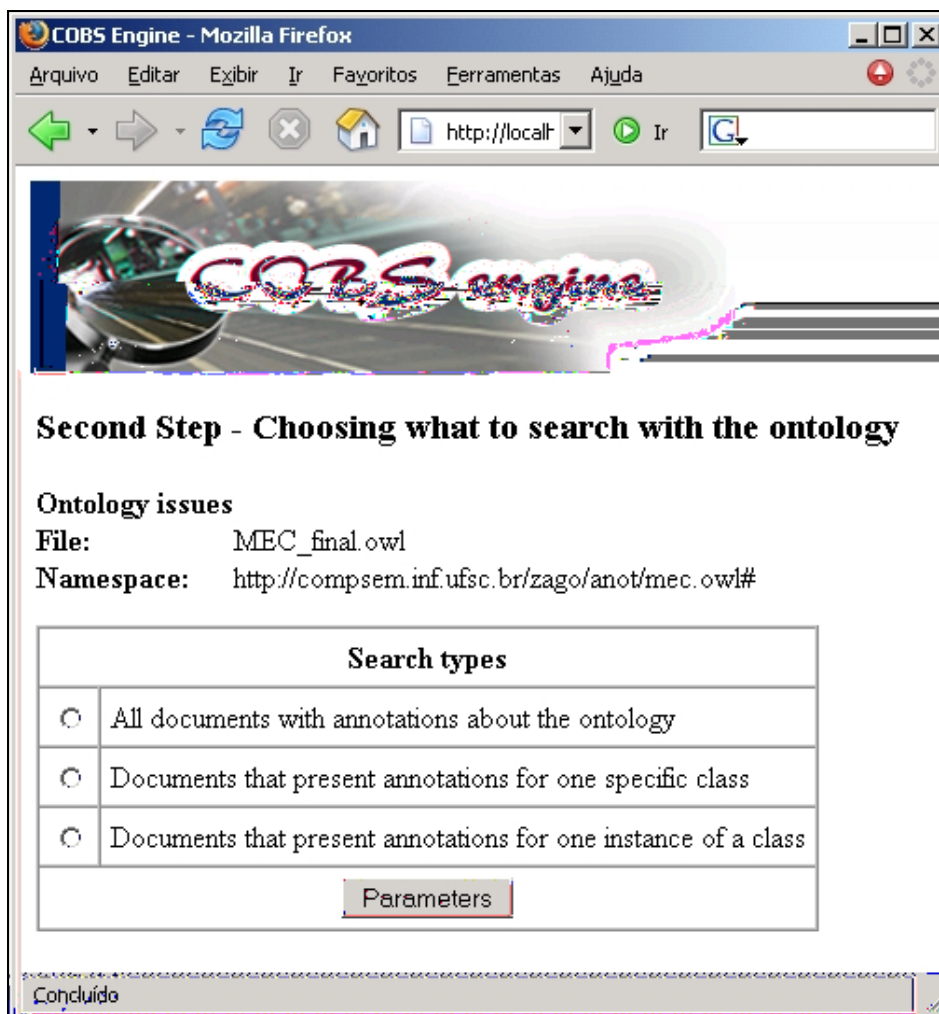 COBS Engine - Mozilla Firefox
Arquivo Editar Exibir Ir Favoritos Ferramentas Ajuda
http://localh Ir G
COBS engine
Second Step - Choosing what to search with the ontology
Ontology issues
File: MEC_final.owl
Namespace: http://compsem.inf.ufsc.br/zago/anot/mec.owl#
Search types
All documents with annotations about the ontology
Documents that present annotations for one specific class
Documents that present annotations for one instance of a class
Parameters
Concluído